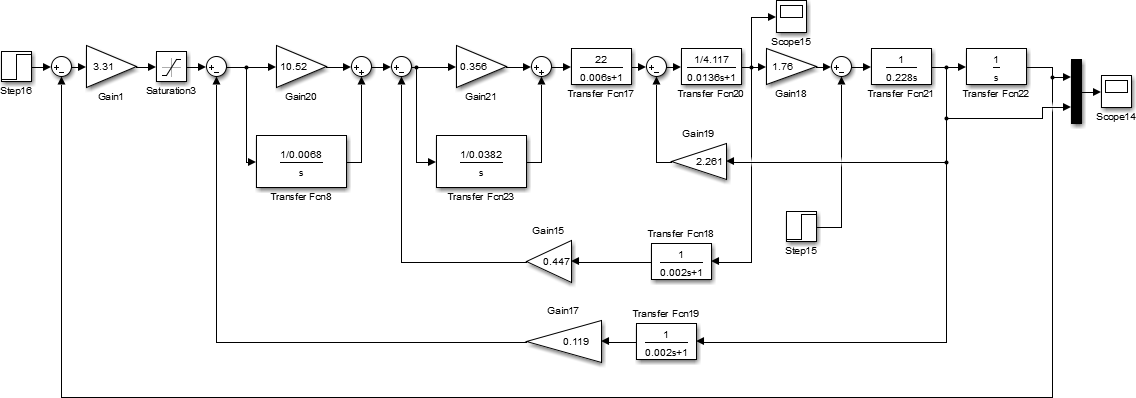 Step16
3.31
Gain1
Saturation3
10.52
Gain20
1/0.0068
s
Transfer Fcn8
0.356
Gain21
1/0.0382
s
Transfer Fcn23
22
0.006s+1
Transfer Fcn17
1/4.117
0.0136s+1
Transfer Fcn20
Scope15
1.76
Gain18
1
0.228s
Transfer Fcn21
1
s
Transfer Fcn22
Scope14
Gain19
2.261
Step15
Gain15
0.447
Transfer Fcn18
1
0.002s+1
Gain17
0.119
Transfer Fcn19
1
0.002s+1